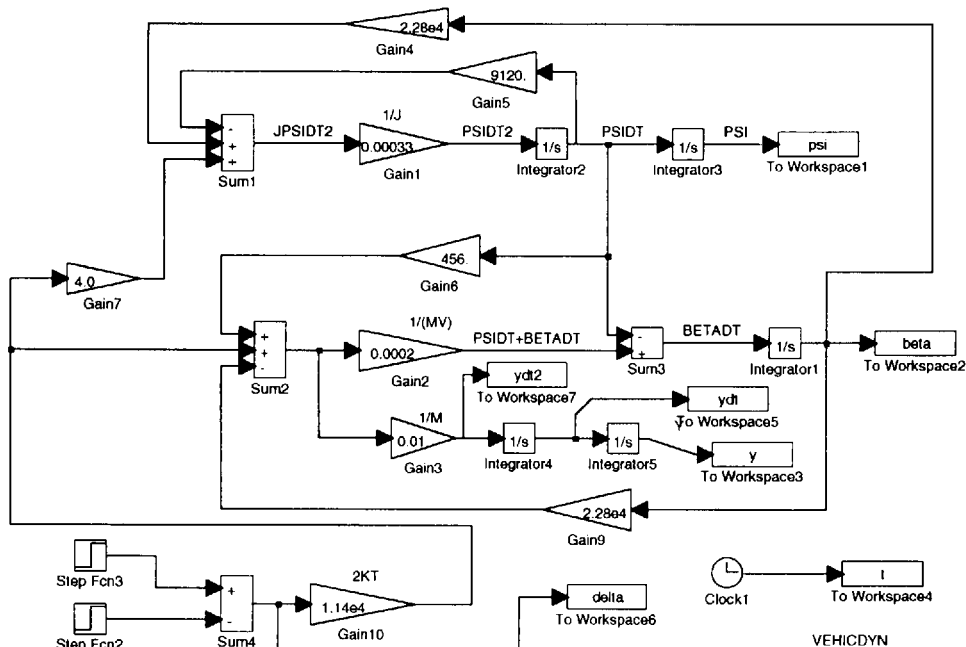 2.28e4
Gain4
9120.
Gain5
1/J
JPSIDT2
0.00033
PSIDT2
1/s
PSIDT
1/s
PSI
psi
Gain1
Integrator2
Integrator3
To Workspace1
-
+
+
Sum1
456.
Gain6
4.0
Gain7
1/(MV)
+
+
-
Sum2
0.0002
PSIDT+BETADT
Gain2
-
+
Sum3
BETADT
1/s
Integrator1
beta
To Workspace2
ydt2
To Workspace7
1/M
0.01
Gain3
1/s
Integrator4
1/s
Integrator5
ydt
To Workspace5
y
To Workspace3
2.28e4
Gain9
Step Fcn3
Step Fcn2
+
-
Sum4
2KT
1.14e4
Gain10
delta
To Workspace6
Clock1
t
To Workspace4
VEHICDYN